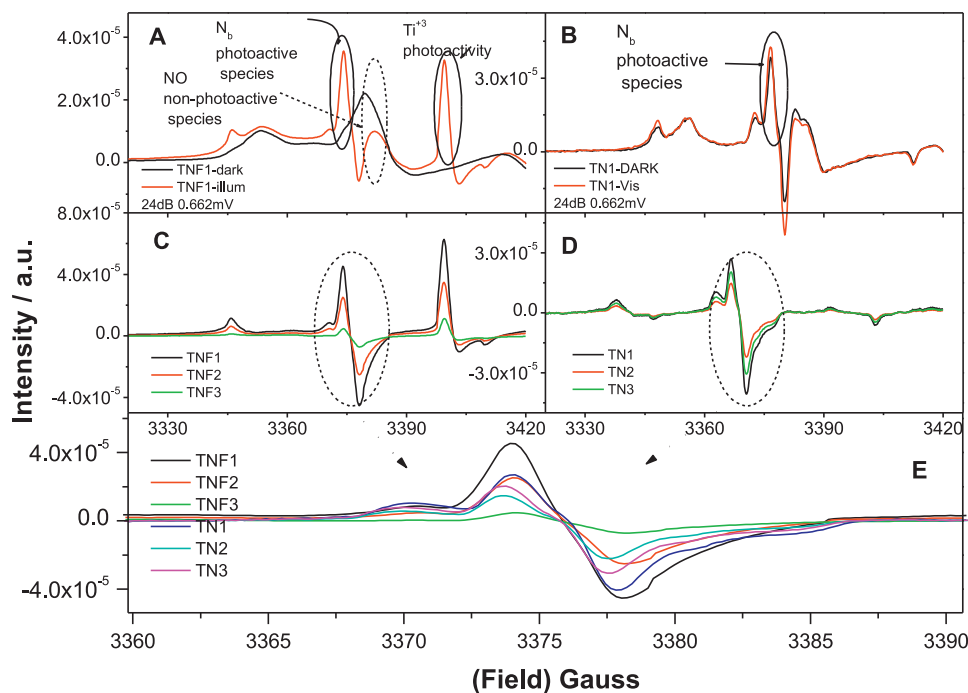 A
N_b
photoactive
species
Ti^+3
photoactivity
NO
non-photoactive
species
4.0x10^-5
2.0x10^-5
0.0
TNF1-dark
TNF1-illum
24dB 0.662mV
B
N_b
photoactive
species
3.0x10^-5
0.0
TN1-DARK
TN1-Vis
24dB 0.662mV
8.0x10^-5
4.0x10^-5
0.0
-4.0x10^-5
C
TNF1
TNF2
TNF3
3330 3360 3390 3420
D
3.0x10^-5
0.0
-3.0x10^-5
TN1
TN2
TN3
3330 3360 3390 3420
E
4.0x10^-5
0.0
-4.0x10^-5
TNF1
TNF2
TNF3
TN1
TN2
TN3
3360 3365 3370 3375 3380 3385 3390
Intensity / a.u.
(Field) Gauss